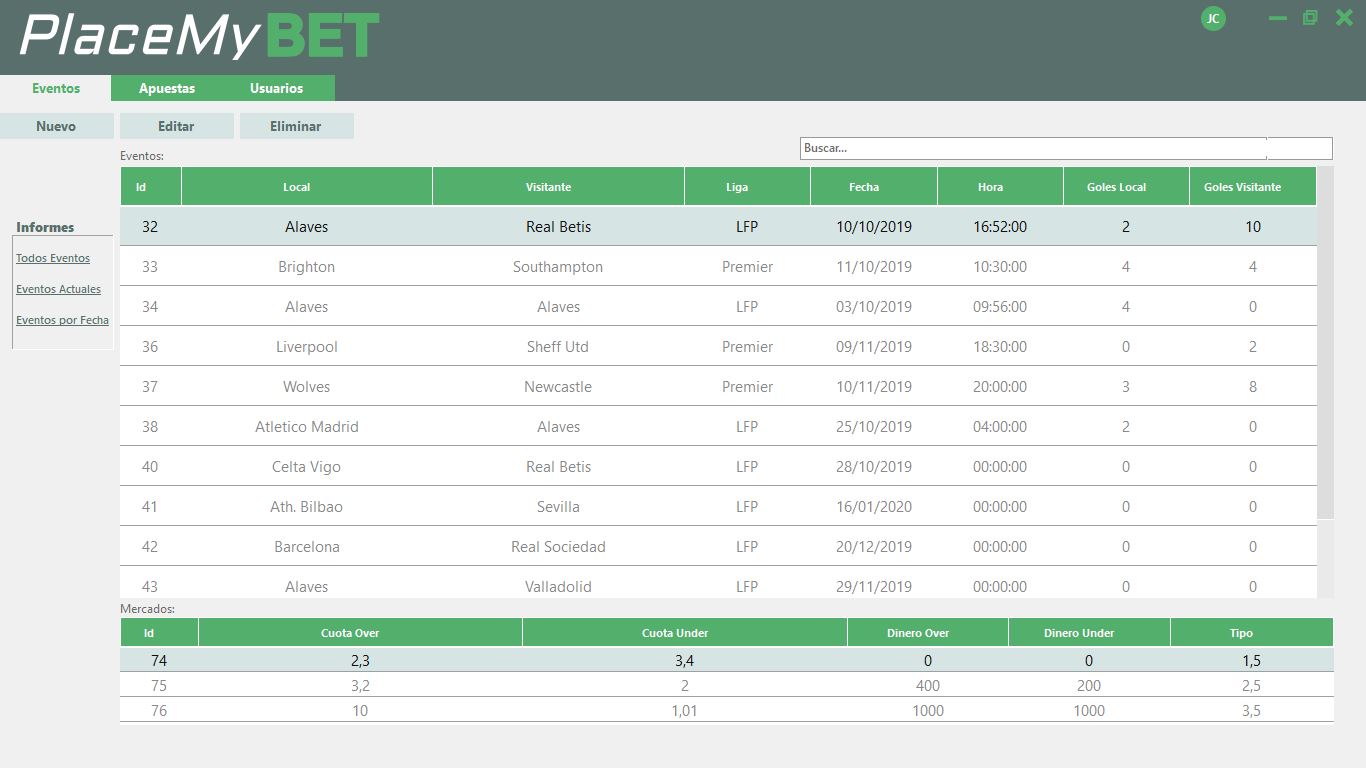 PlaceMyBET
JC
Eventos Apuestas Usuarios
Nuevo Editar Eliminar
Buscar...
Eventos:
Id Local Visitante Liga Fecha Hora Goles Local Goles Visitante
32 Alaves Real Betis LFP 10/10/2019 16:52:00 2 10
33 Brighton Southampton Premier 11/10/2019 10:30:00 4 4
34 Alaves Alaves LFP 03/10/2019 09:56:00 4 0
36 Liverpool Sheff Utd Premier 09/11/2019 18:30:00 0 2
37 Wolves Newcastle Premier 10/11/2019 20:00:00 3 8
38 Atletico Madrid Alaves LFP 25/10/2019 04:00:00 2 0
40 Celta Vigo Real Betis LFP 28/10/2019 00:00:00 0 0
41 Ath. Bilbao Sevilla LFP 16/01/2020 00:00:00 0 0
42 Barcelona Real Sociedad LFP 20/12/2019 00:00:00 0 0
43 Alaves Valladolid LFP 29/11/2019 00:00:00 0 0
Informes
Todos Eventos
Eventos Actuales
Eventos por Fecha
Mercados:
Id Cuota Over Cuota Under Dinero Over Dinero Under Tipo
74 2,3 3,4 0 0 1,5
75 3,2 2 400 200 2,5
76 10 1,01 1000 1000 3,5